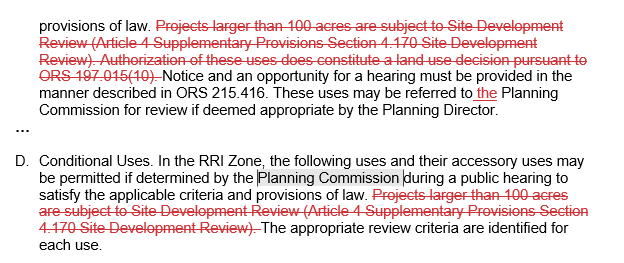 provisions of law. Projects larger than 100 acres are subject to Site Development
Review (Article 4 Supplementary Provisions Section 4.170 Site Development
Review). Authorization of these uses does constitute a land use decision pursuant to
ORS 197.015(10). Notice and an opportunity for a hearing must be provided in the
manner described in ORS 215.416. These uses may be referred to the Planning
Commission for review if deemed appropriate by the Planning Director.
...
D. Conditional Uses. In the RRI Zone, the following uses and their accessory uses may
be permitted if determined by the Planning Commission during a public hearing to
satisfy the applicable criteria and provisions of law. Projects larger than 100 acres
are subject to Site Development Review (Article 4 Supplementary Provisions Section
4.170 Site Development Review). The appropriate review criteria are identified for
each use.